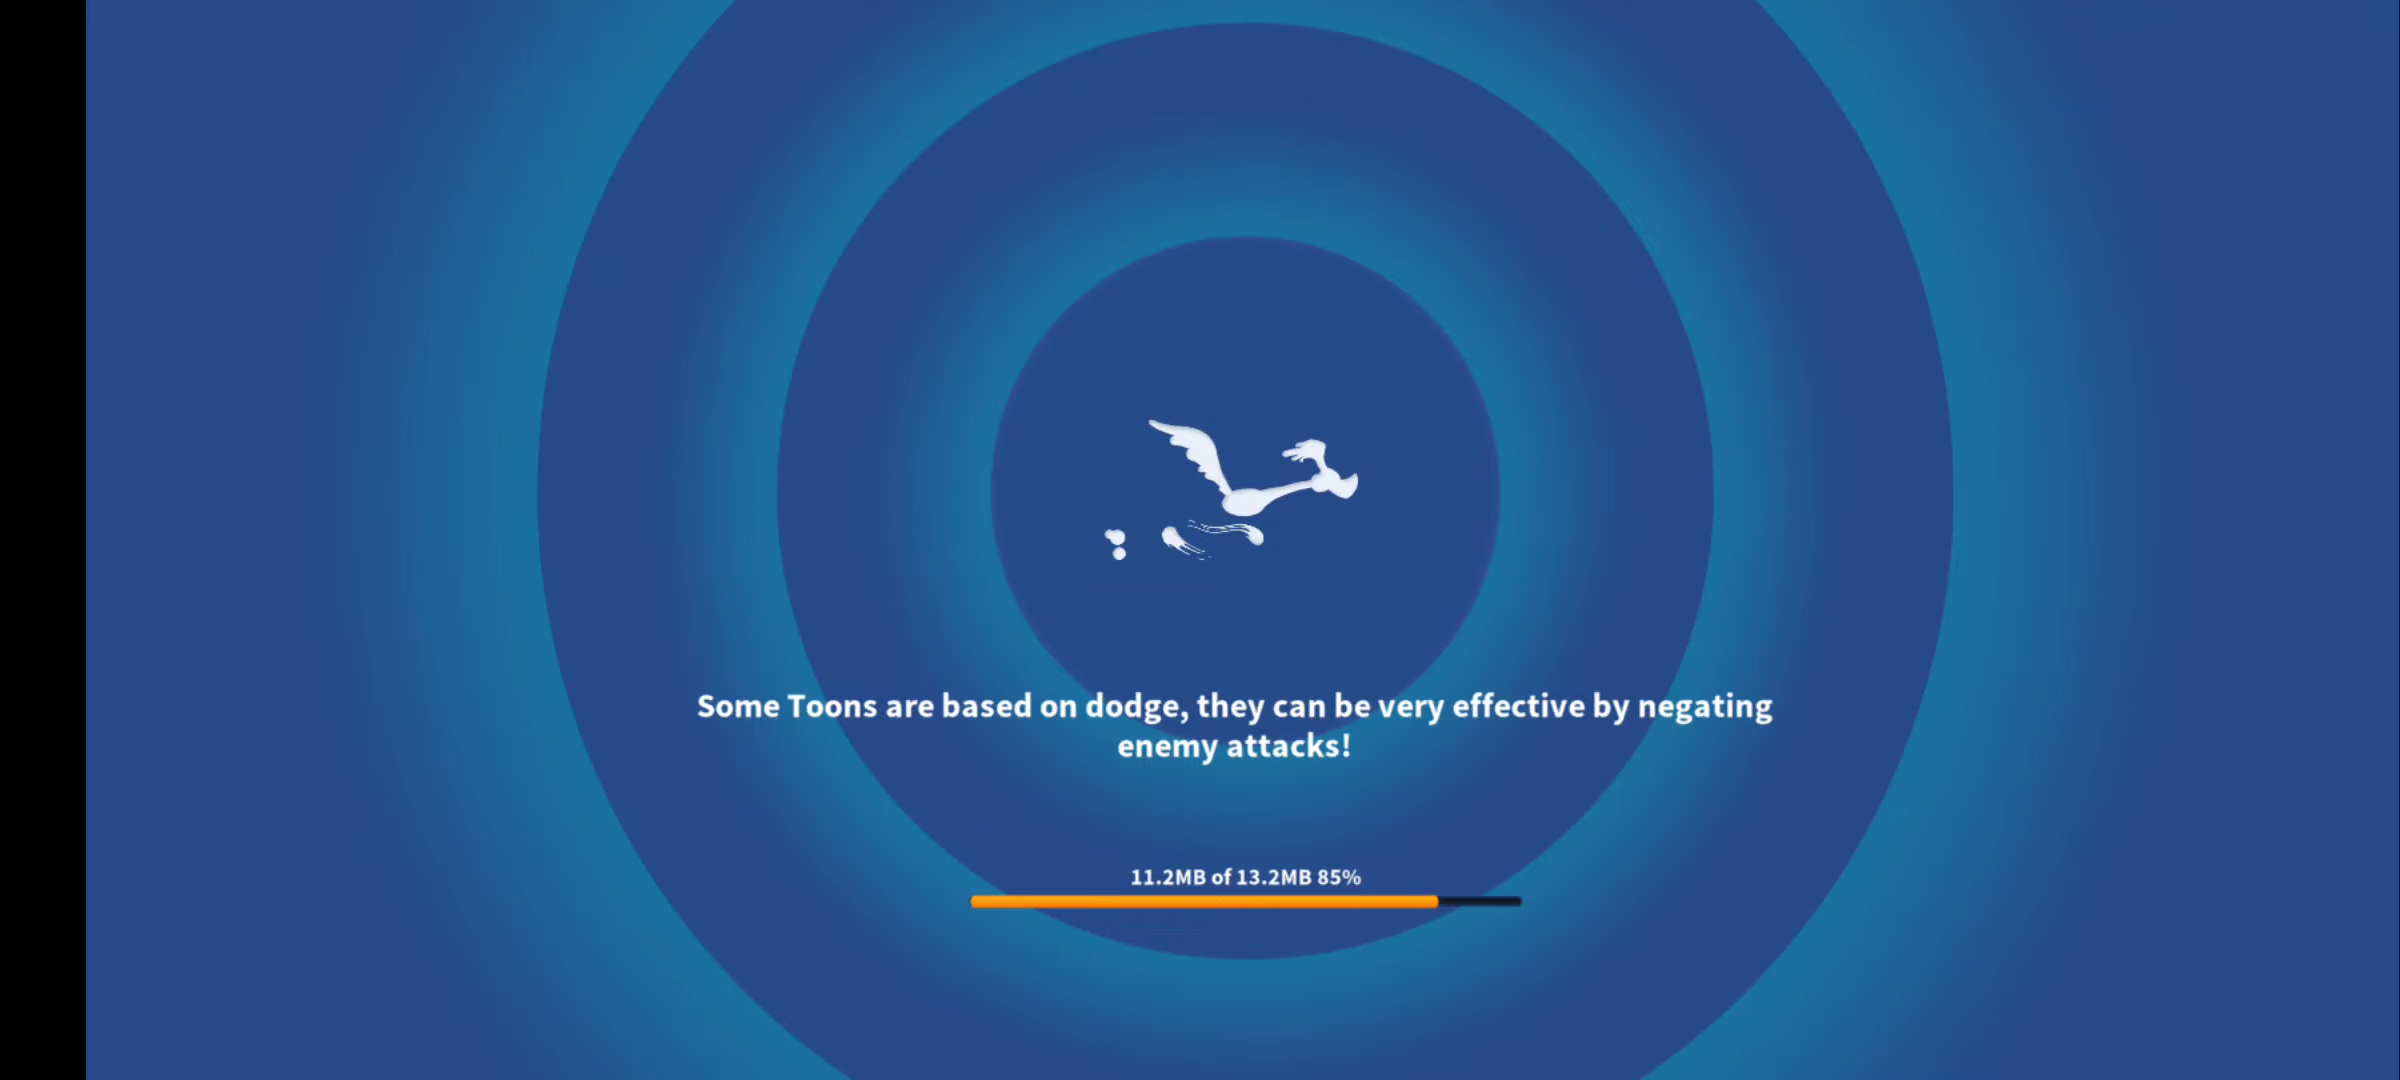 Some Toons are based on dodge, they can be very effective by negating
enemy attacks!
11.2MB of 13.2MB 85%